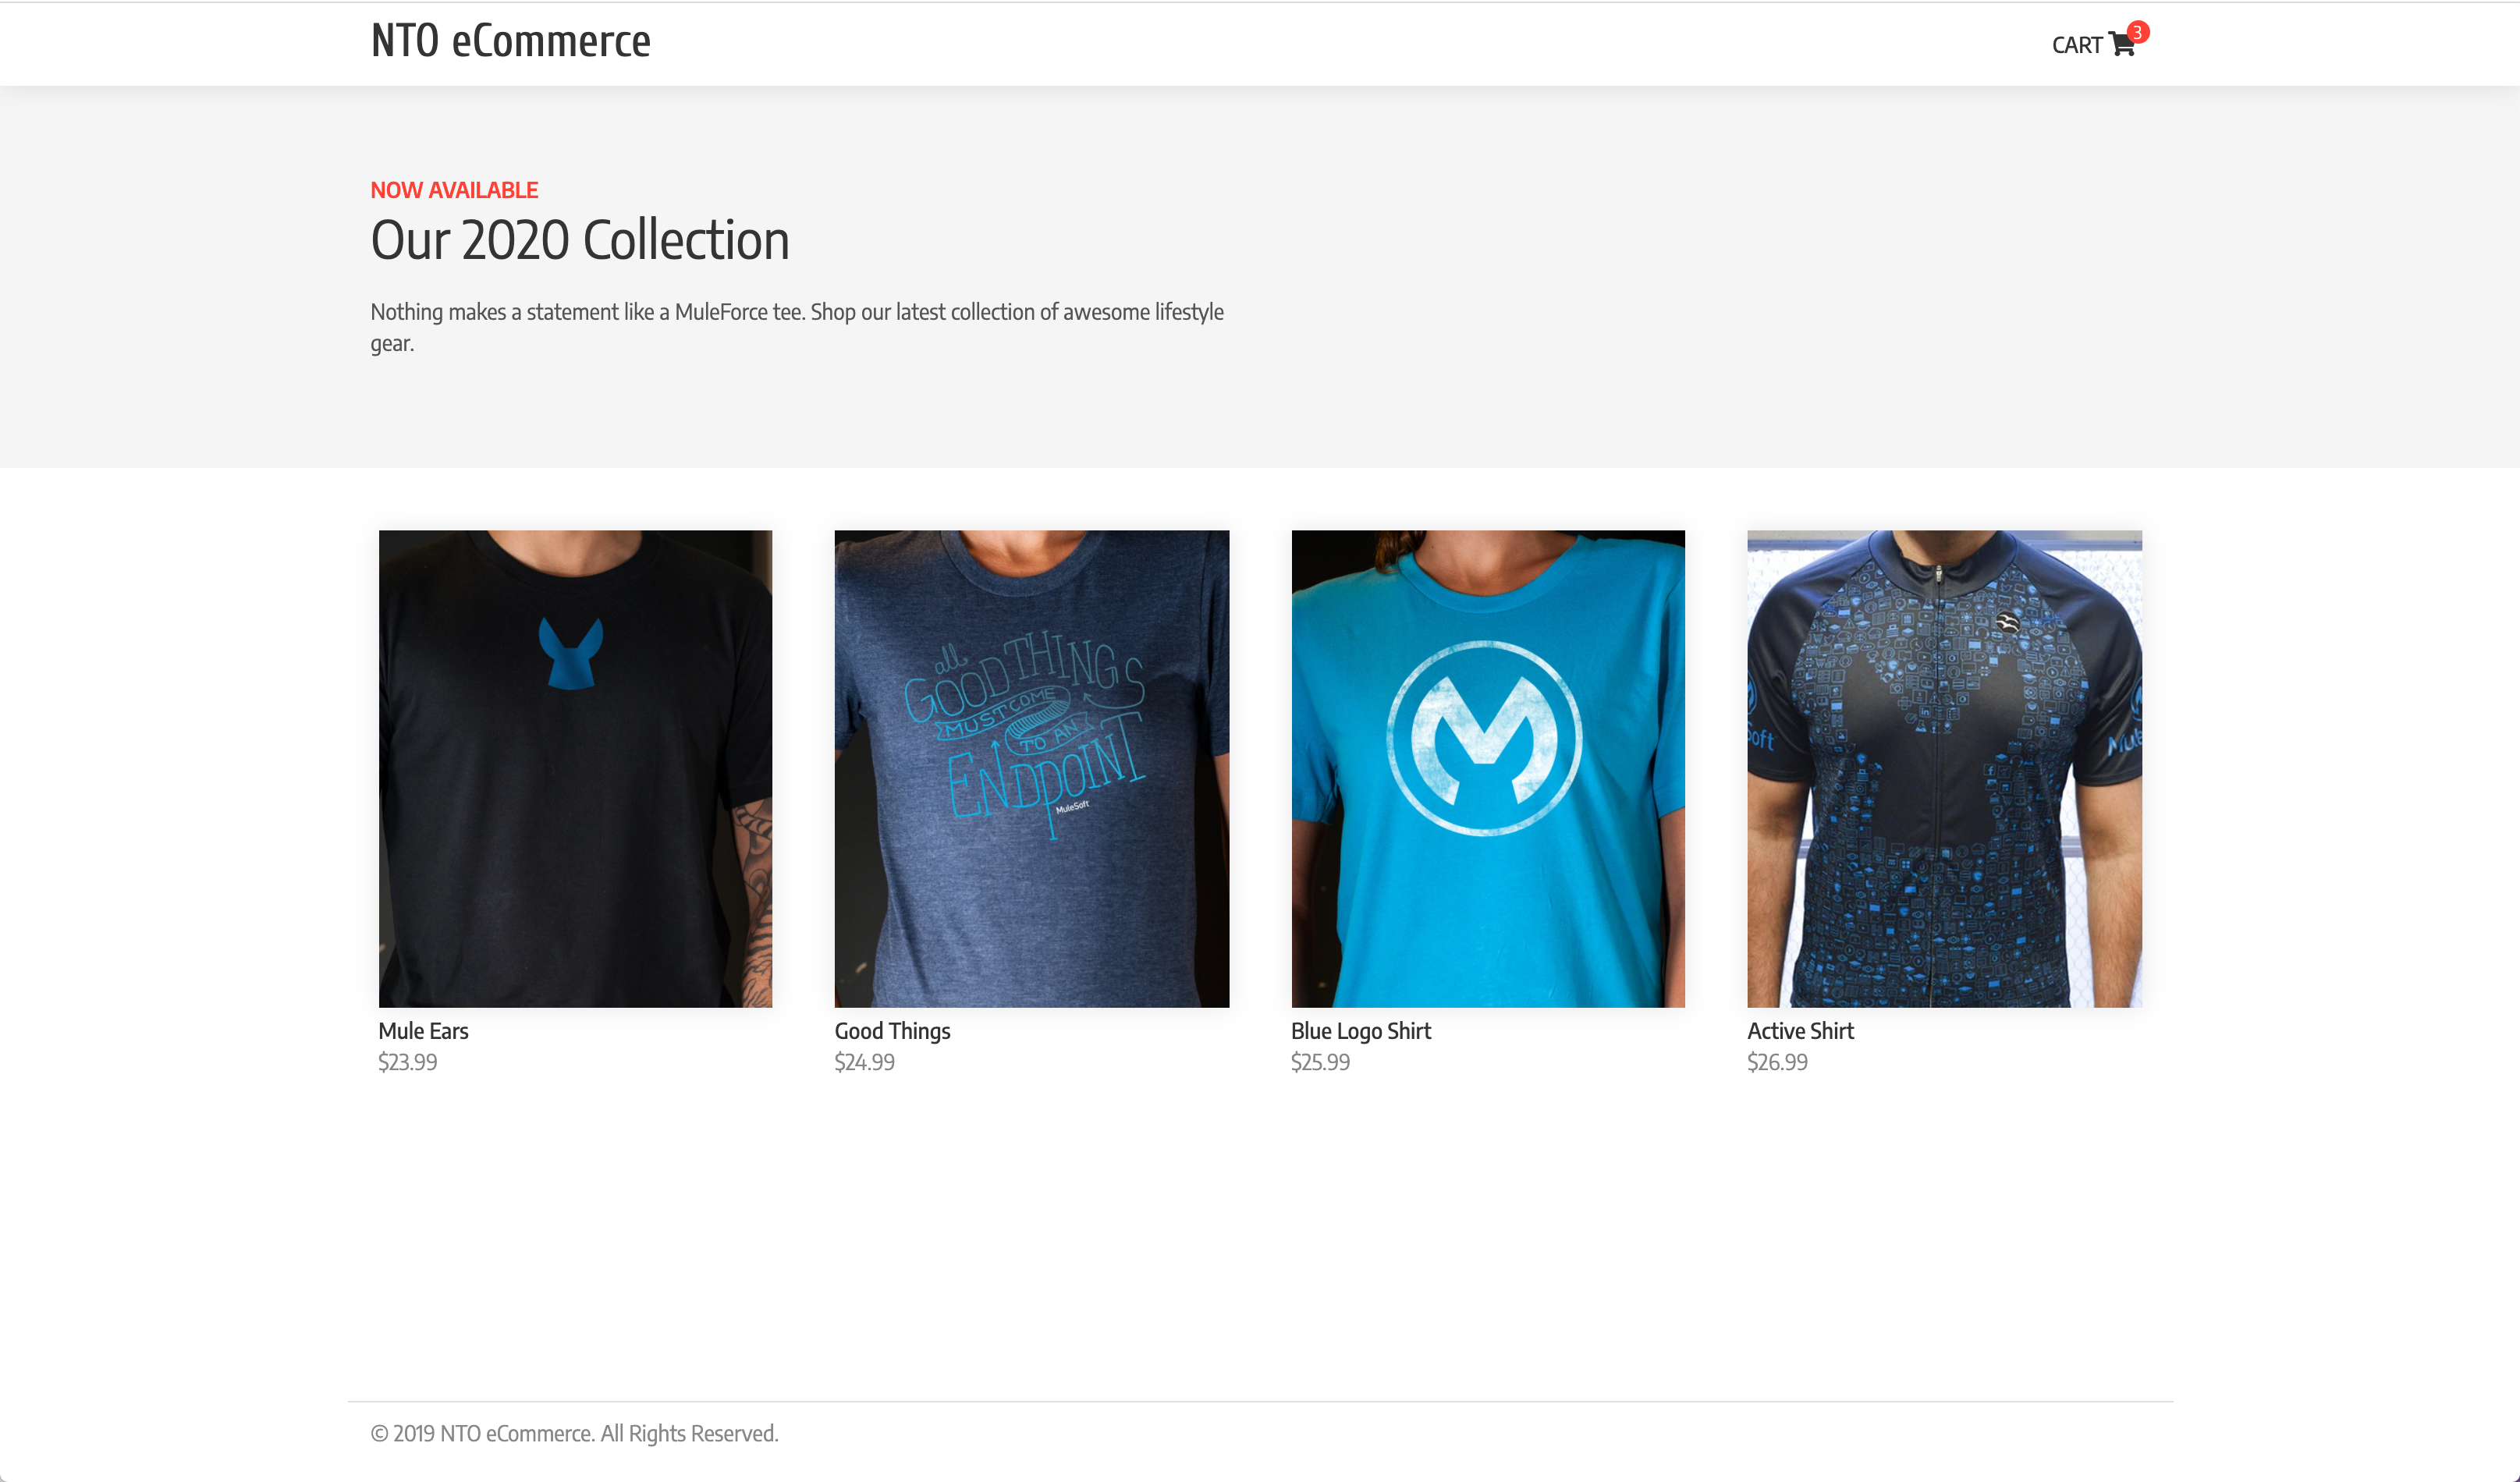 NTO eCommerce
CART 3
NOW AVAILABLE
Our 2020 Collection
Nothing makes a statement like a MuleForce tee. Shop our latest collection of awesome lifestyle
gear.
all
GOOD THINGS
MUST COME
TO AN
ENDPOINT
MuleSoft
M
soft
Mule
Mule Ears
$23.99
Good Things
$24.99
Blue Logo Shirt
$25.99
Active Shirt
$26.99
© 2019 NTO eCommerce. All Rights Reserved.